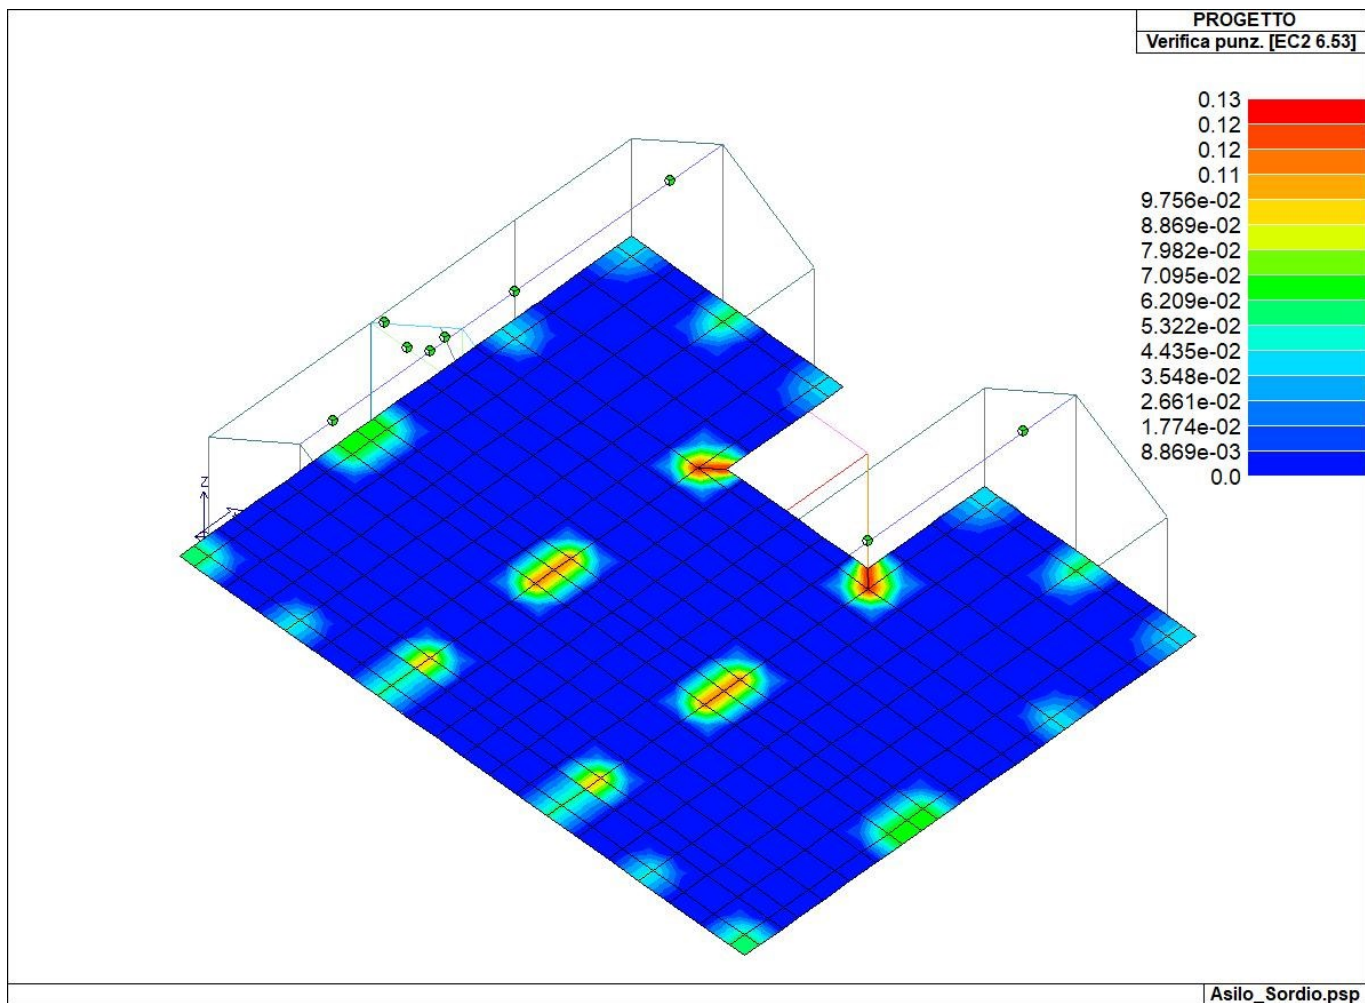 PROGETTO
Verifica punz. [EC2 6.53]
0.13
0.12
0.12
0.11
9.756e-02
8.869e-02
7.982e-02
7.095e-02
6.209e-02
5.322e-02
4.435e-02
3.548e-02
2.661e-02
1.774e-02
8.869e-03
0.0
Z
Asilo_Sordio.psp